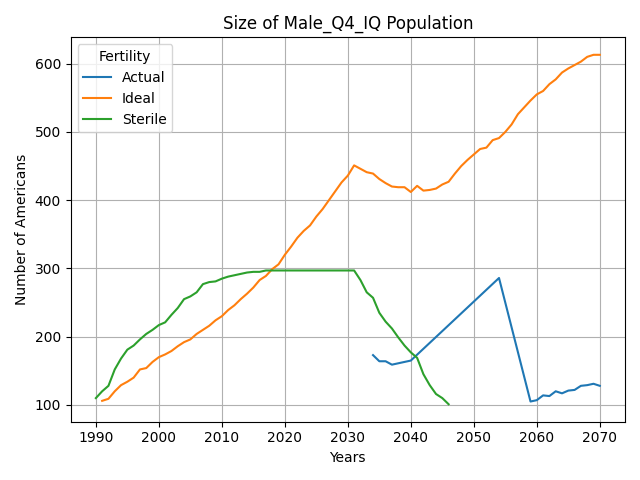 Size of Male_Q4_IQ Population
Fertility
Actual
Ideal
Sterile
Number of Americans
600
500
400
300
200
100
1990 2000 2010 2020 2030 2040 2050 2060 2070
Years